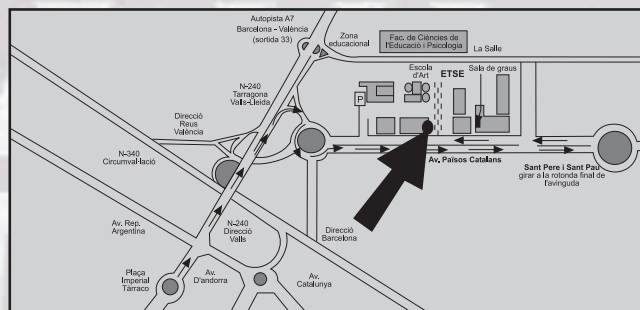 Autopista A7
Barcelona - València
(sortida 33)
Zona
educacional
Fac. de Ciències de
l'Educació i Psicologia
La Salle
Escola
d'Art
ETSE
Sala de graus
N-240
Tarragona
Valls-Lleida
P
Direcció
Reus
València
N-340
Circumval·lació
Av. Països Catalans
Sant Pere i Sant Pau
girar a la rotonda final de
l'avinguda
Av. Rep.
Argentina
N-240
Direcció
Valls
Direcció
Barcelona
Plaça
Imperial
Tàrraco
Av.
D'andorra
Av.
Catalunya